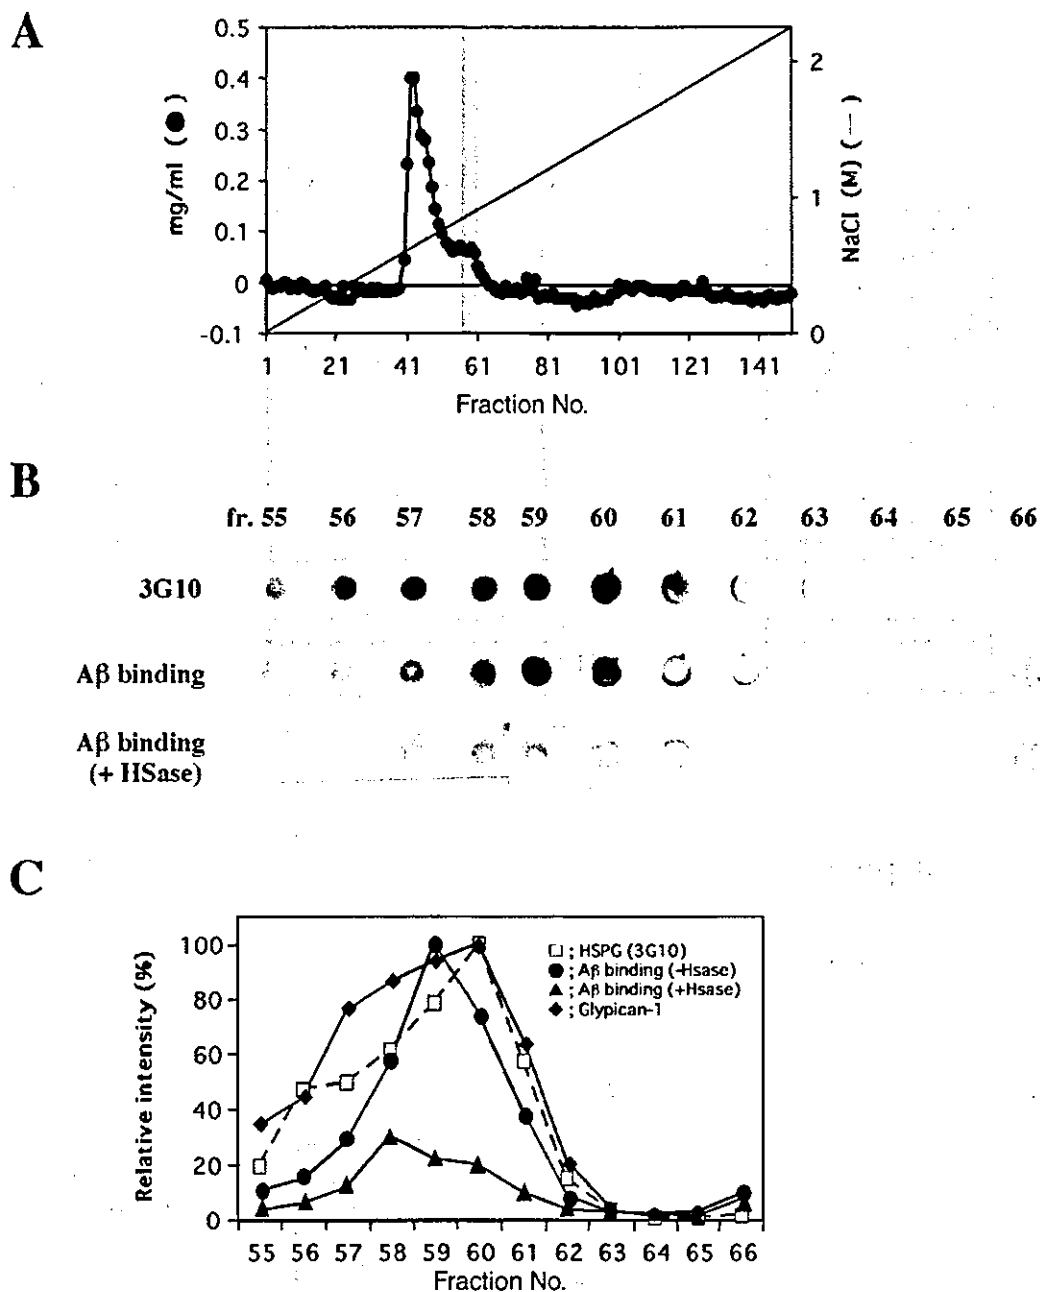 A
0.5
0.4
0.3
0.2
0.1
0
-0.1
mg/ml (●)
2
1
0
NaCl (M) (—)
1 21 41 61 81 101 121 141
Fraction No.
B
fr. 55 56 57 58 59 60 61 62 63 64 65 66
3G10
Aβ binding
Aβ binding
(+ HSase)
C
100
80
60
40
20
0
Relative intensity (%)
□ ; HSPG (3G10)
● ; Aβ binding (-Hsase)
▲ ; Aβ binding (+Hsase)
◆ ; Glypican-1
55 56 57 58 59 60 61 62 63 64 65 66
Fraction No.